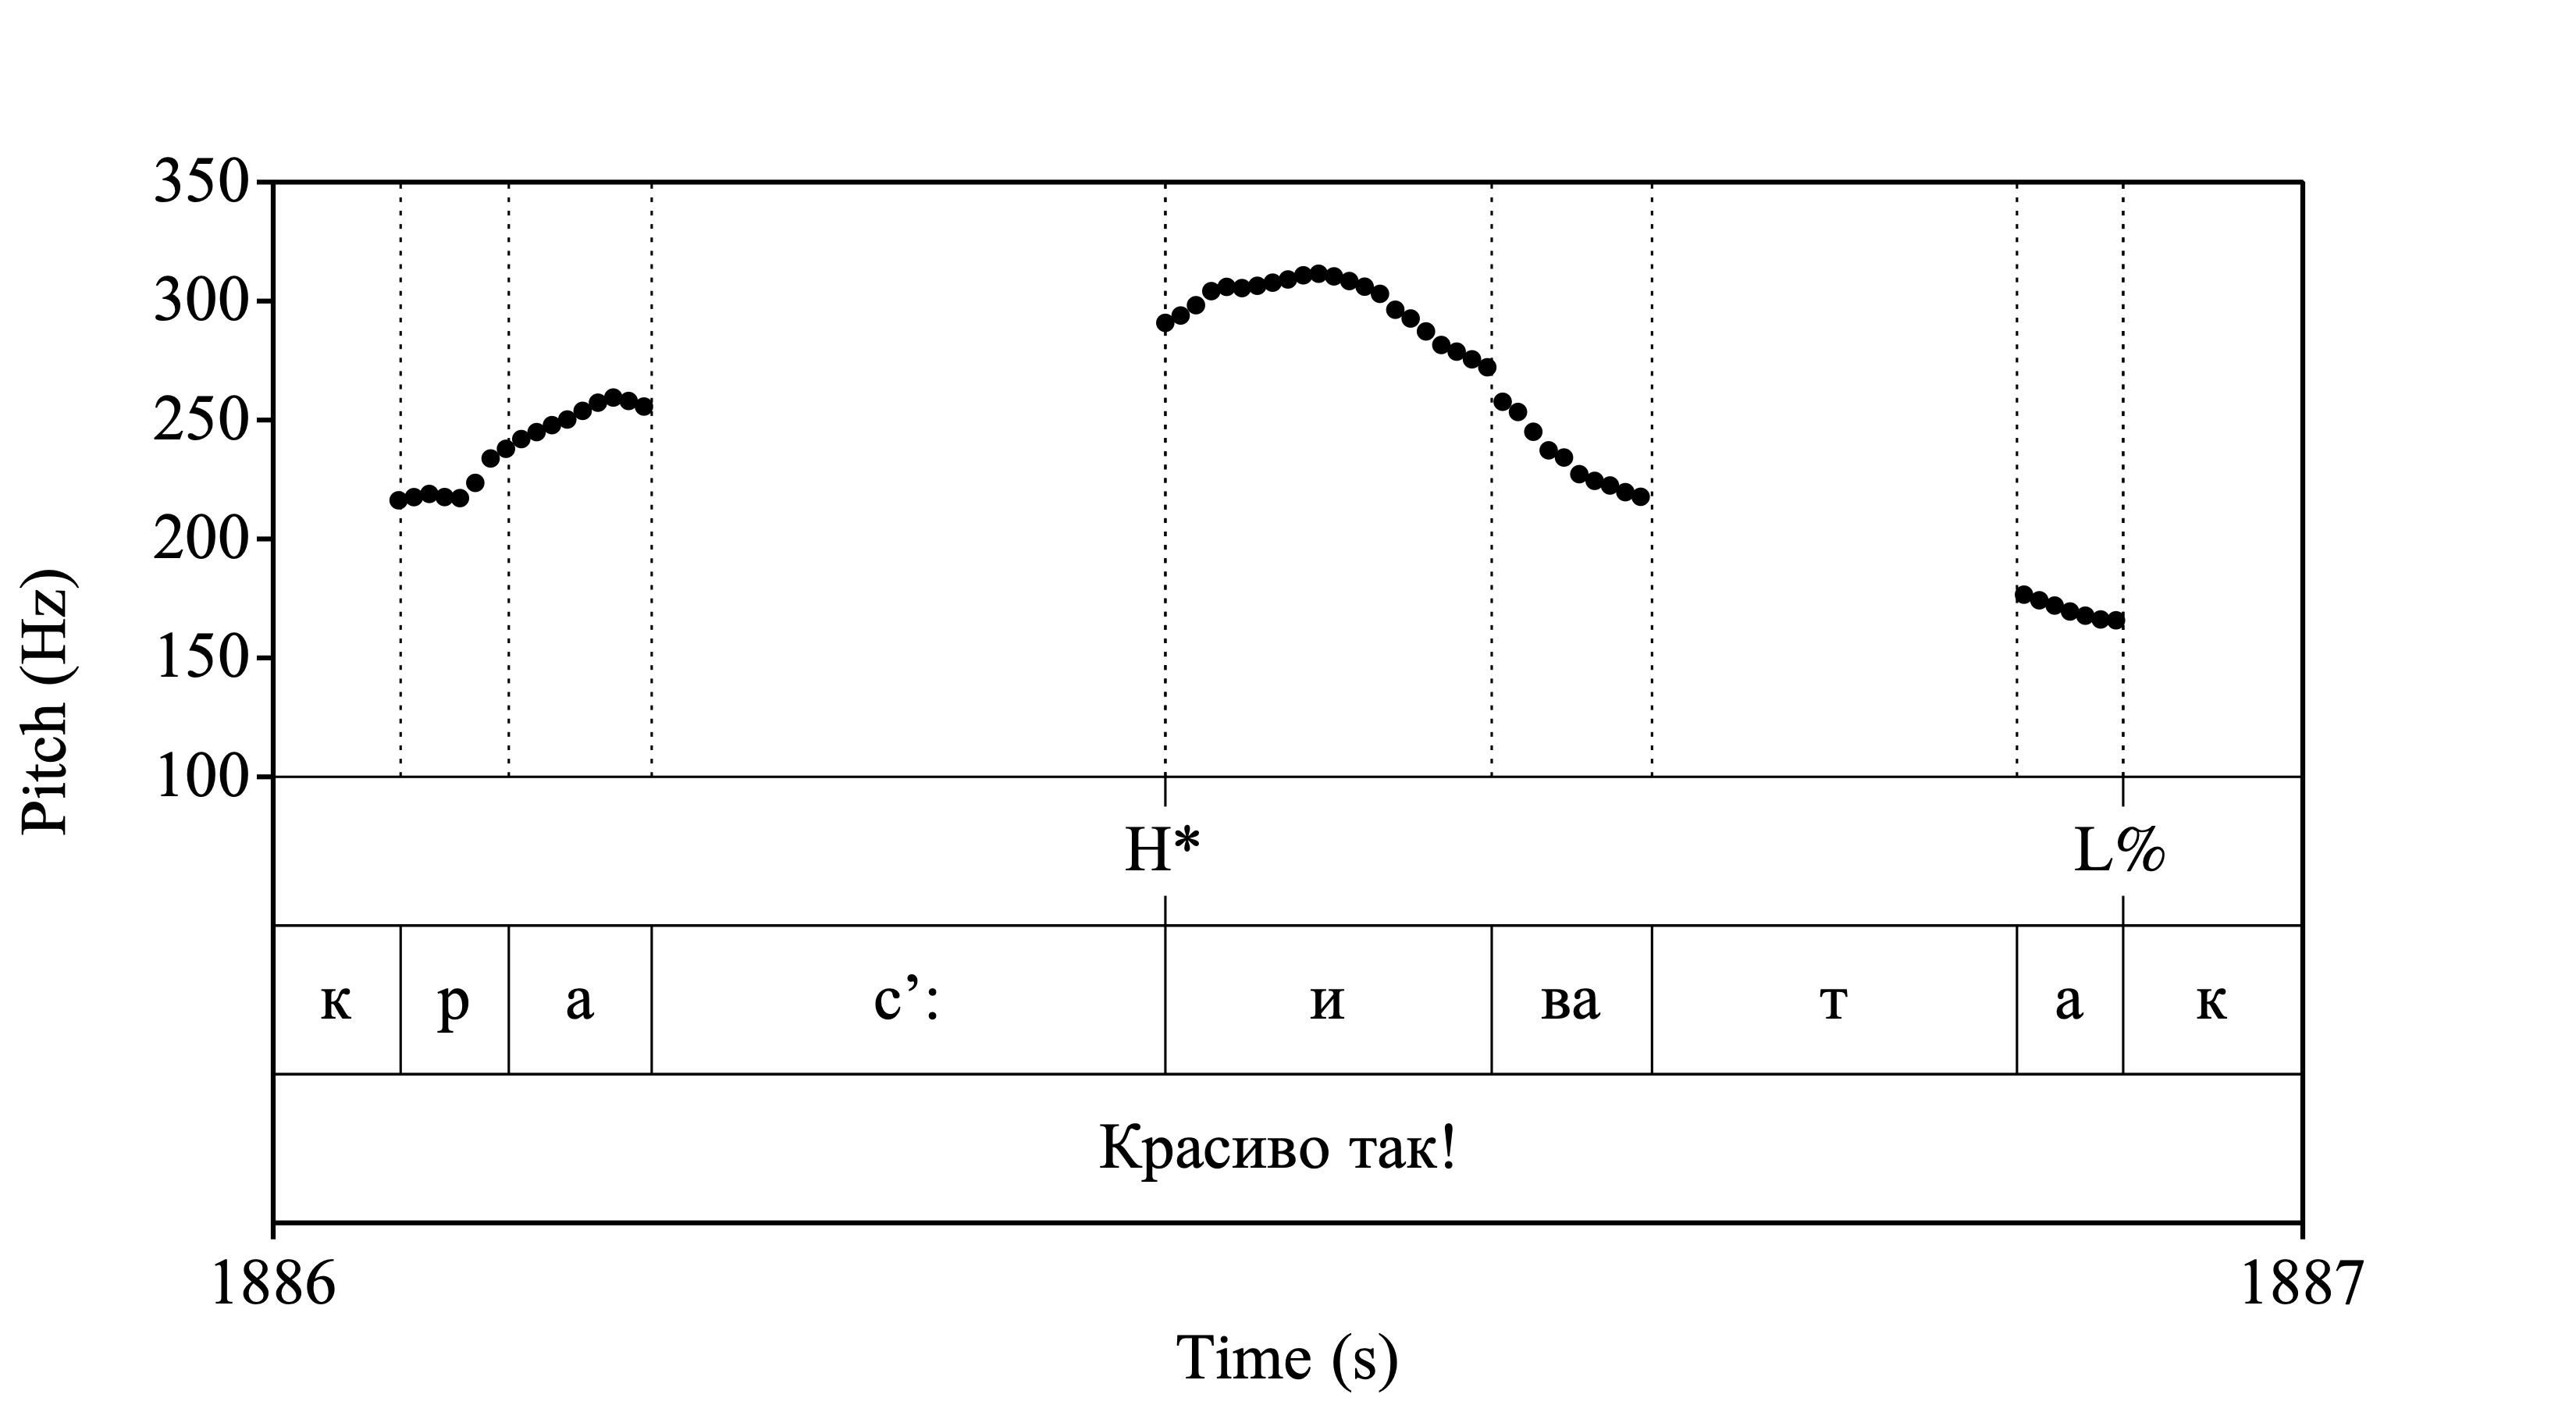 350
300
250
200
150
100
Pitch (Hz)
H* L%
к р а с’: и ва т а к
Красиво так!
1886 1887
Time (s)